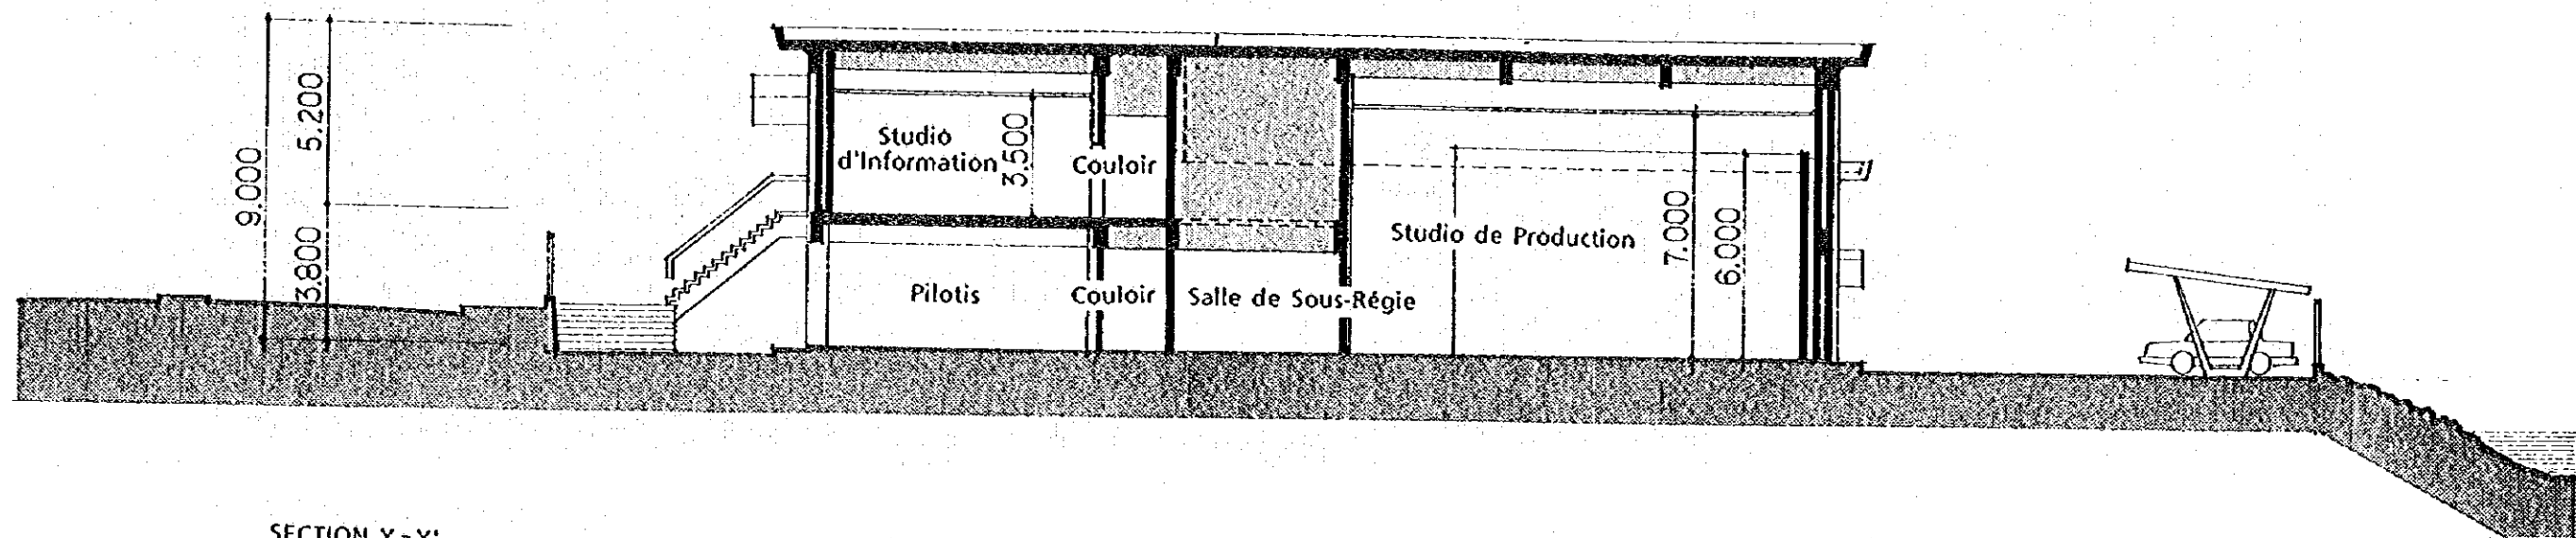 9.000
5.200
3.800
Studio
d'Information
3.500
Couloir
Pilotis
Couloir
Salle de Sous-Régie
Studio de Production
7.000
6.000
SECTION Y-Y'